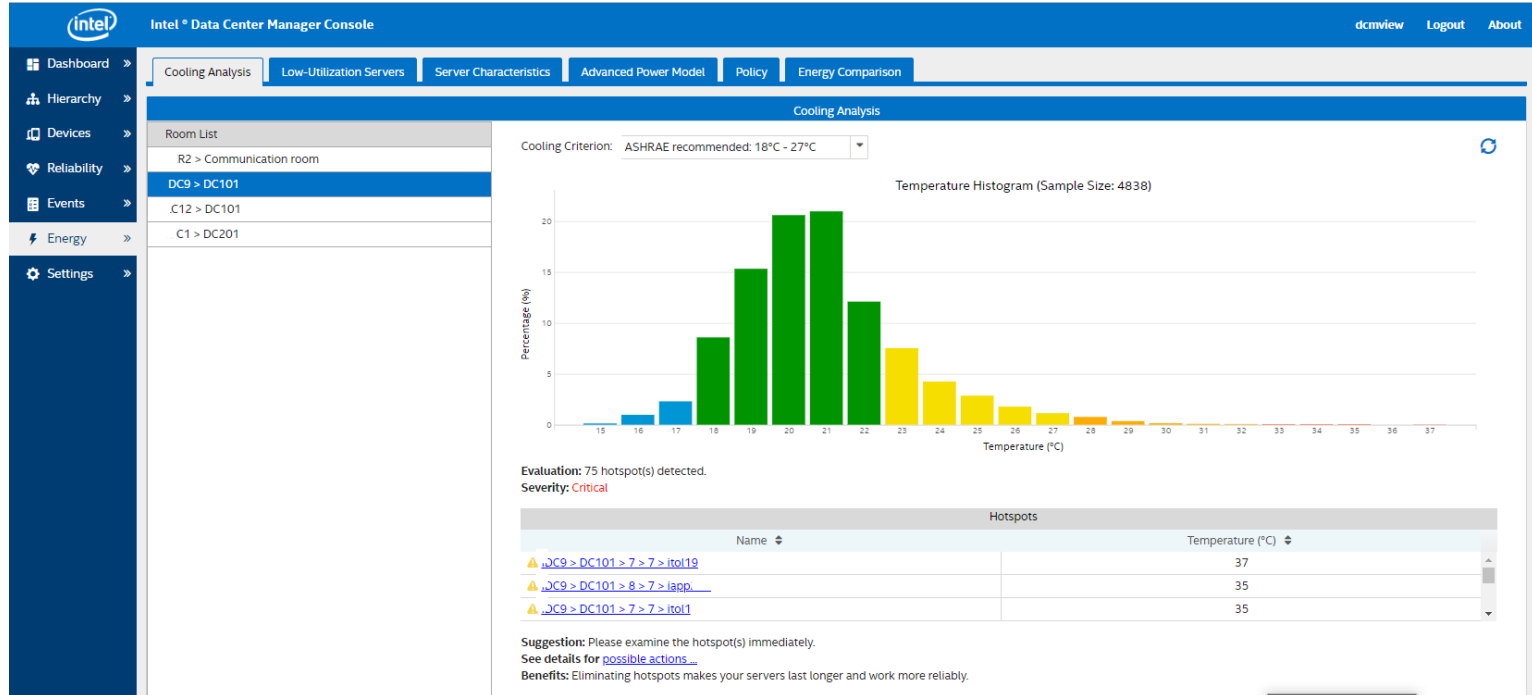 intel
Intel ® Data Center Manager Console
dcmview Logout About
Dashboard »
Hierarchy »
Devices »
Reliability »
Events »
Energy »
Settings »
Cooling Analysis Low-Utilization Servers Server Characteristics Advanced Power Model Policy Energy Comparison
Cooling Analysis
Room List
R2 > Communication room
DC9 > DC101
.C12 > DC101
C1 > DC201
Cooling Criterion: ASHRAE recommended: 18°C - 27°C
Temperature Histogram (Sample Size: 4838)
Percentage (%)
20
15
10
5
0
15 16 17 18 19 20 21 22 23 24 25 26 27 28 29 30 31 32 33 34 35 36 37
Temperature (°C)
Evaluation: 75 hotspot(s) detected.
Severity: Critical
Hotspots
Name Temperature (°C)
DC9 > DC101 > 7 > 7 > itol19 37
DC9 > DC101 > 8 > 7 > iapp 35
DC9 > DC101 > 7 > 7 > itol1 35
Suggestion: Please examine the hotspot(s) immediately.
See details for possible actions ...
Benefits: Eliminating hotspots makes your servers last longer and work more reliably.